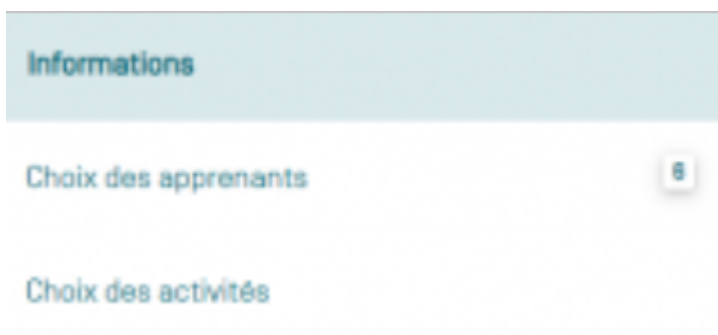 Informations
Choix des apprenants 6
Choix des activités